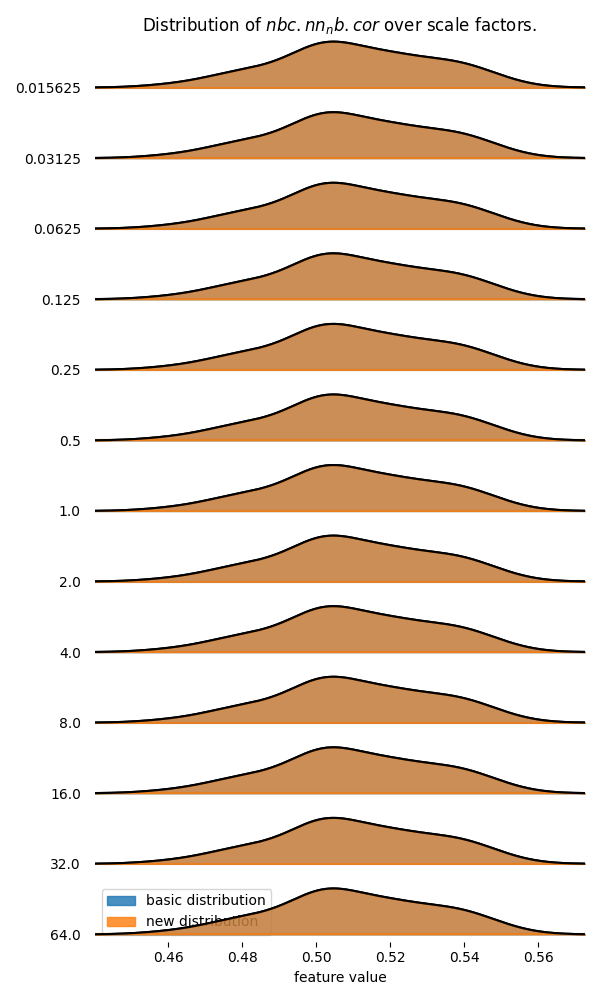 Distribution of nbc.nn_nb.cor over scale factors.
0.015625
0.03125
0.0625
0.125
0.25
0.5
1.0
2.0
4.0
8.0
16.0
32.0
64.0
basic distribution
new distribution
0.46 0.48 0.50 0.52 0.54 0.56
feature value